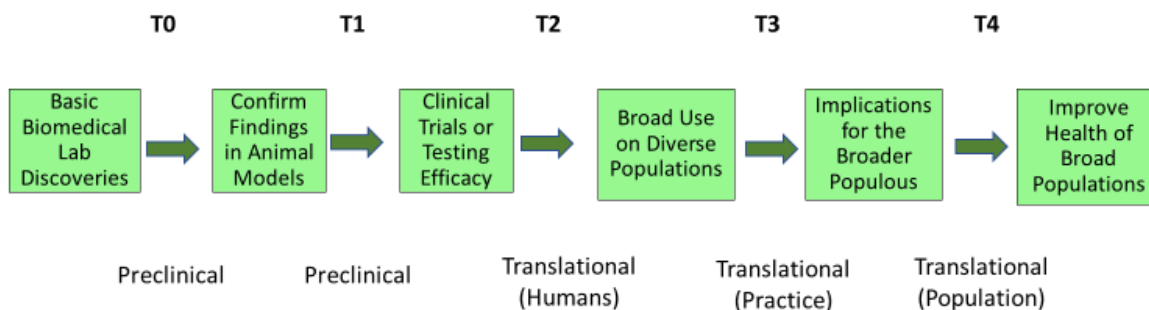 T0 T1 T2 T3 T4
Basic
Biomedical
Lab
Discoveries
Confirm
Findings
in Animal
Models
Clinical
Trials or
Testing
Efficacy
Broad Use
on Diverse
Populations
Implications
for the
Broader
Populous
Improve
Health of
Broad
Populations
Preclinical
Preclinical
Translational
(Humans)
Translational
(Practice)
Translational
(Population)